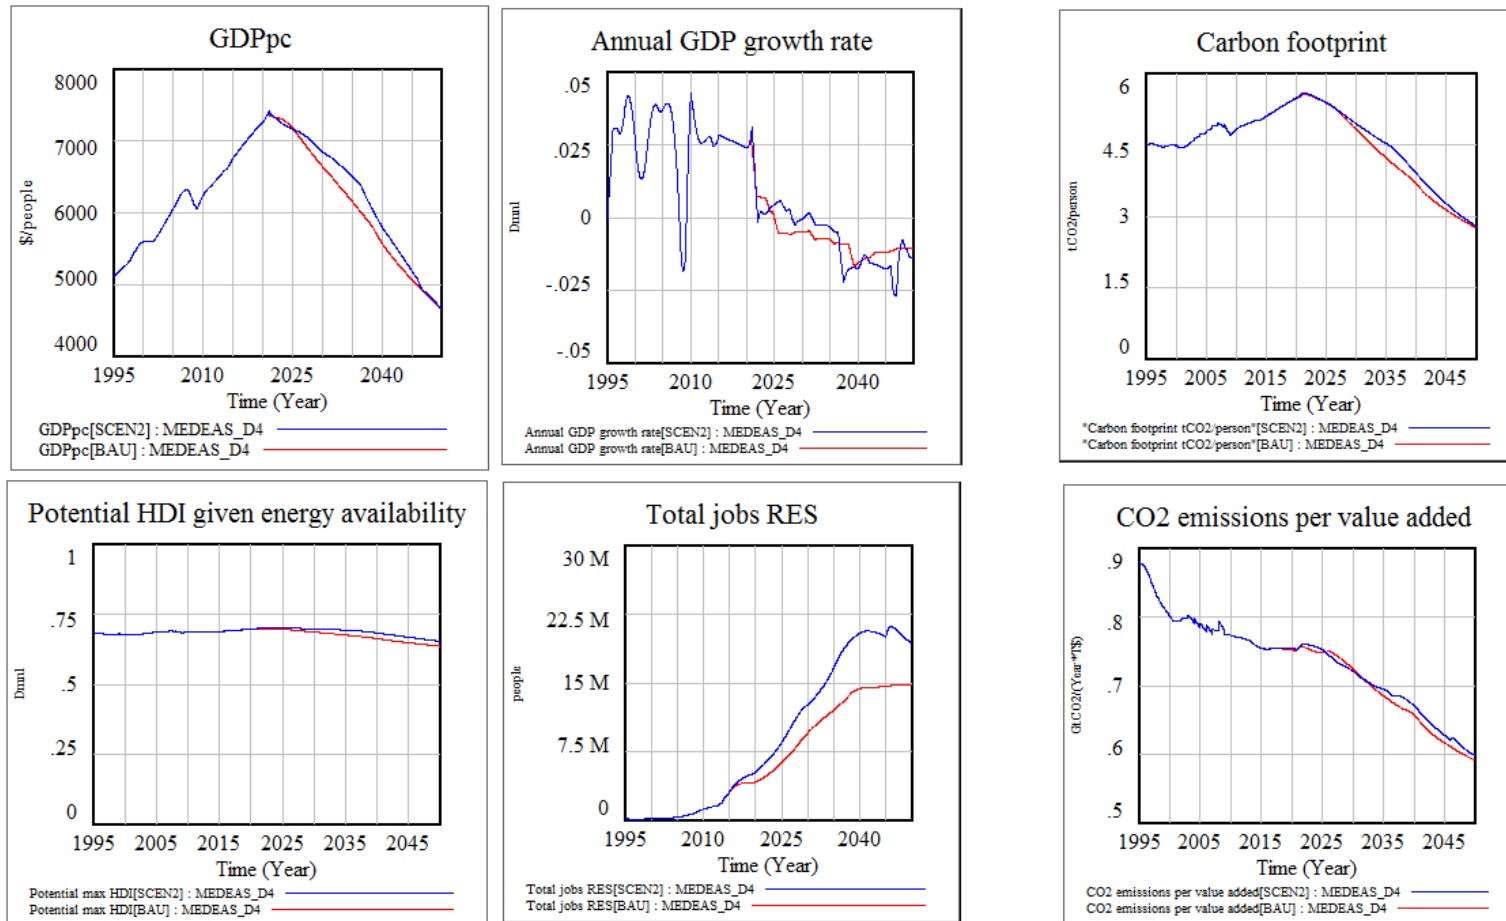 GDPpc
8000
7000
6000
5000
4000
$/people
1995 2010 2025 2040
Time (Year)
GDPpc[SCEN2] : MEDEAS_D4
GDPpc[BAU] : MEDEAS_D4
Annual GDP growth rate
.05
.025
0
-.025
-.05
Dmnl
1995 2010 2025 2040
Time (Year)
Annual GDP growth rate[SCEN2] : MEDEAS_D4
Annual GDP growth rate[BAU] : MEDEAS_D4
Carbon footprint
6
4.5
3
1.5
0
tCO2/person
1995 2005 2015 2025 2035 2045
Time (Year)
"Carbon footprint tCO2/person"[SCEN2] : MEDEAS_D4
"Carbon footprint tCO2/person"[BAU] : MEDEAS_D4
Potential HDI given energy availability
1
.75
.5
.25
0
Dmnl
1995 2005 2015 2025 2035 2045
Time (Year)
Potential max HDI[SCEN2] : MEDEAS_D4
Potential max HDI[BAU] : MEDEAS_D4
Total jobs RES
30 M
22.5 M
15 M
7.5 M
0
people
1995 2010 2025 2040
Time (Year)
Total jobs RES[SCEN2] : MEDEAS_D4
Total jobs RES[BAU] : MEDEAS_D4
CO2 emissions per value added
.9
.8
.7
.6
.5
GtCO2/(Year*T$)
1995 2005 2015 2025 2035 2045
Time (Year)
CO2 emissions per value added[SCEN2] : MEDEAS_D4
CO2 emissions per value added[BAU] : MEDEAS_D4